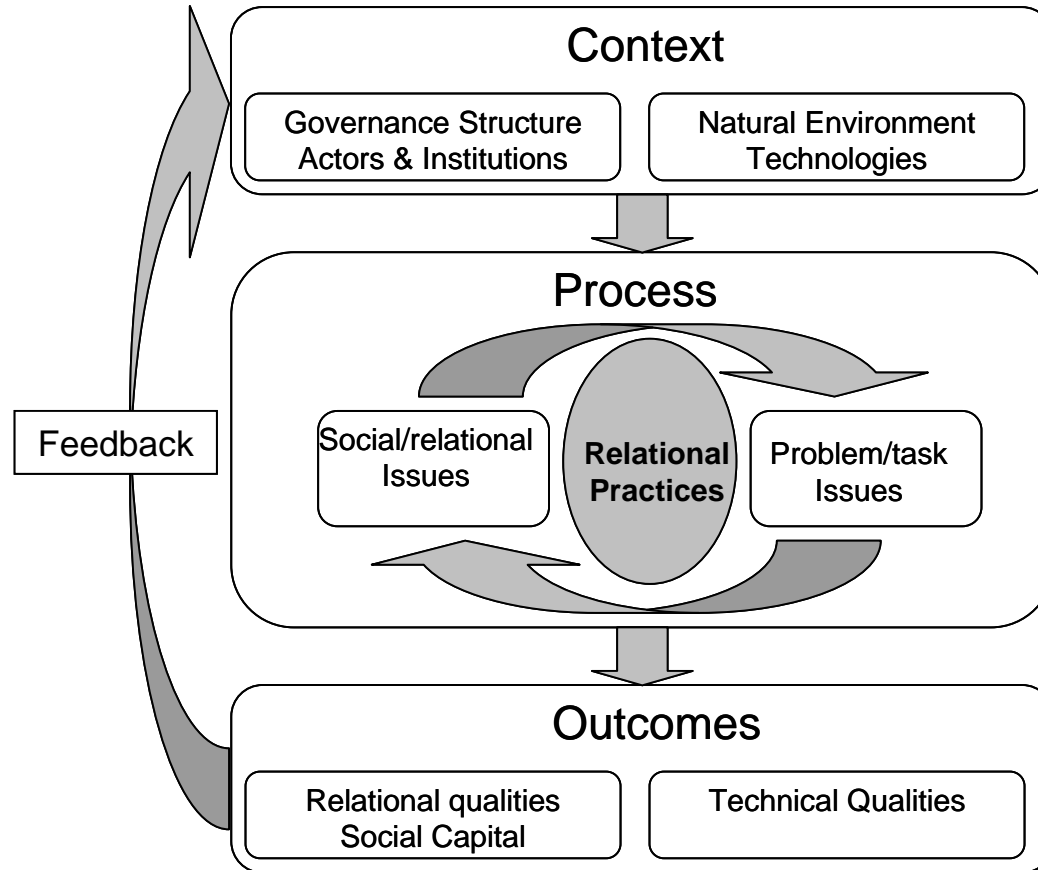 Context
Governance Structure
Actors & Institutions
Natural Environment
Technologies
Process
Social/relational
Issues
Relational
Practices
Problem/task
Issues
Feedback
Outcomes
Relational qualities
Social Capital
Technical Qualities